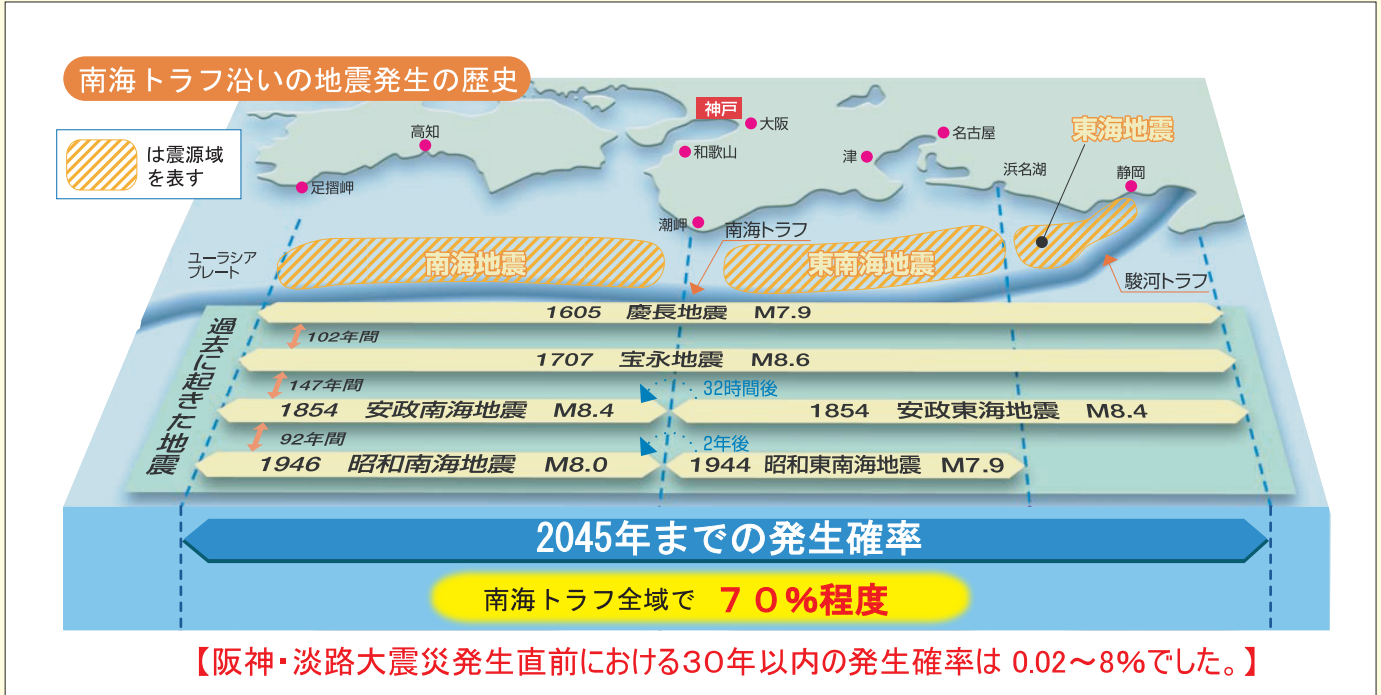 南海トラフ沿いの地震発生の歴史
は震源域
を表す
高知
足摺岬
神戸
大阪
和歌山
潮岬
津
名古屋
浜名湖
静岡
東海地震
南海トラフ
駿河トラフ
ユーラシア
プレート
南海地震
東南海地震
過去に起きた地震
1605 慶長地震 M7.9
102年間
1707 宝永地震 M8.6
147年間
32時間後
1854 安政南海地震 M8.4
1854 安政東海地震 M8.4
92年間
2年後
1946 昭和南海地震 M8.0
1944 昭和東南海地震 M7.9
2045年までの発生確率
南海トラフ全域で 70%程度
【阪神・淡路大震災発生直前における30年以内の発生確率は 0.02〜8%でした。】